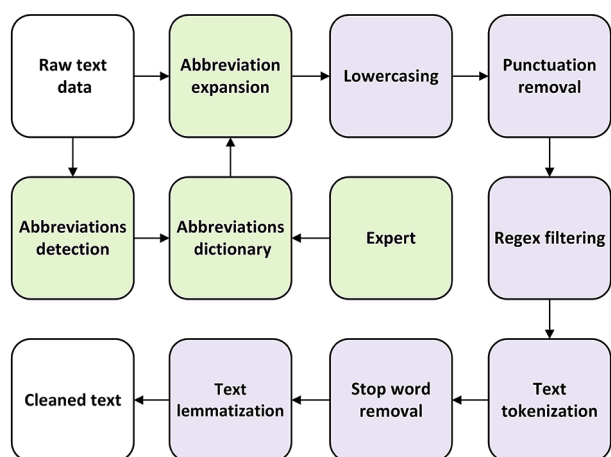 Raw text
data
Abbreviation
expansion
Lowercasing
Punctuation
removal
Abbreviations
detection
Abbreviations
dictionary
Expert
Regex filtering
Cleaned text
Text
lemmatization
Stop word
removal
Text
tokenization